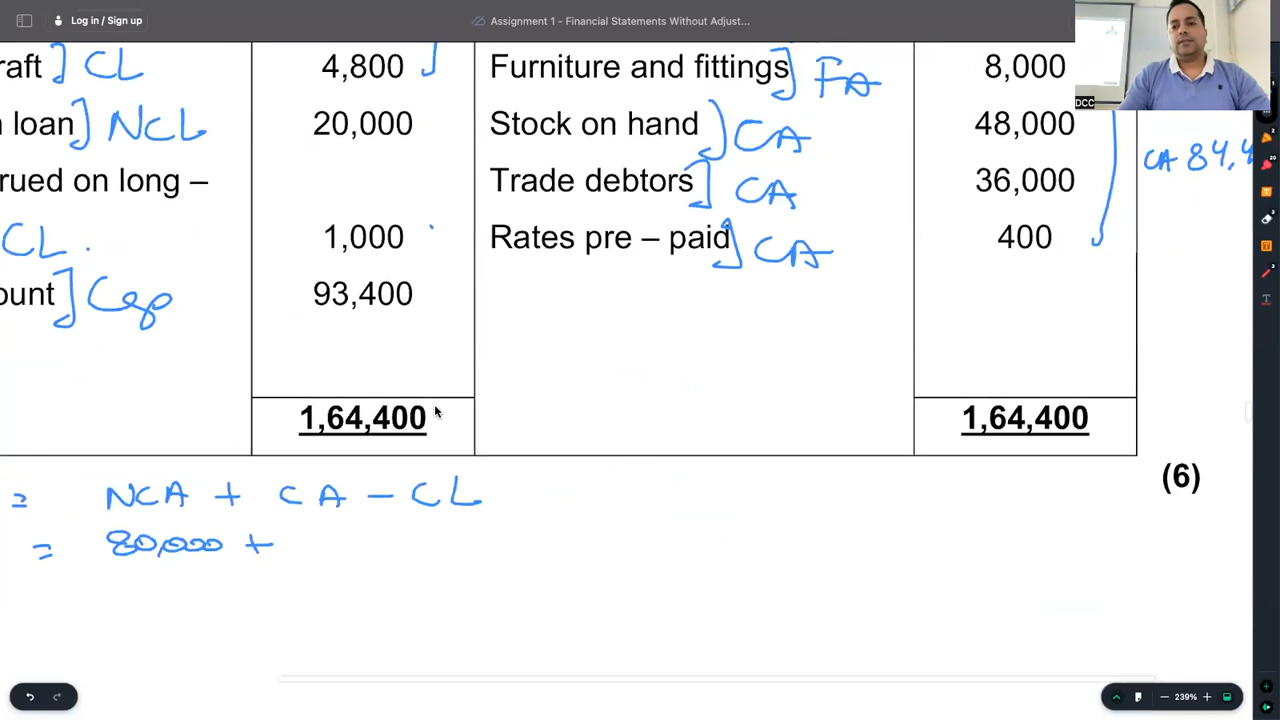 Log in / Sign up
Assignment 1 - Financial Statements Without Adjust...
raft ] CL 4,800 Furniture and fittings ] FA 8,000
loan ] NCL 20,000 Stock on hand ) CA 48,000
CA 84,4
rued on long – Trade debtors ] CA 36,000
CL. 1,000 Rates pre – paid ] CA 400
ount ] Cap 93,400
1,64,400 1,64,400
(6)
= NCA + CA - CL
= 80,000 +
DCC
239%